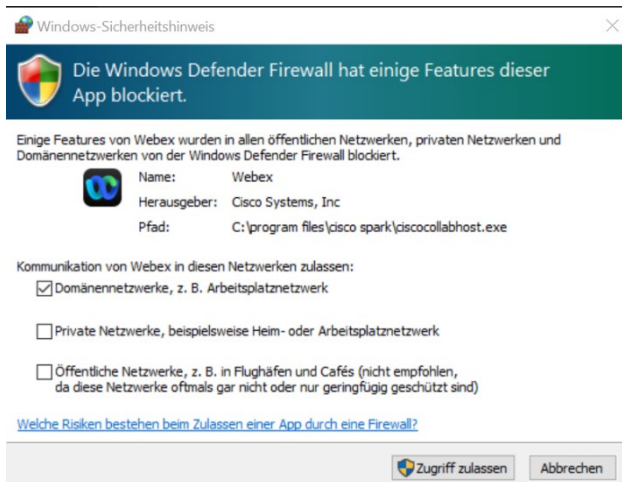 Windows-Sicherheitshinweis
Die Windows Defender Firewall hat einige Features dieser
App blockiert.
Einige Features von Webex wurden in allen öffentlichen Netzwerken, privaten Netzwerken und
Domänennetzwerken von der Windows Defender Firewall blockiert.
Name: Webex
Herausgeber: Cisco Systems, Inc
Pfad: C:\program files\cisco spark\ciscocollabhost.exe
Kommunikation von Webex in diesen Netzwerken zulassen:
Domänennetzwerke, z. B. Arbeitsplatznetzwerk
Private Netzwerke, beispielsweise Heim- oder Arbeitsplatznetzwerk
Öffentliche Netzwerke, z. B. in Flughäfen und Cafés (nicht empfohlen,
da diese Netzwerke oftmals gar nicht oder nur geringfügig geschützt sind)
Welche Risiken bestehen beim Zulassen einer App durch eine Firewall?
Zugriff zulassen Abbrechen